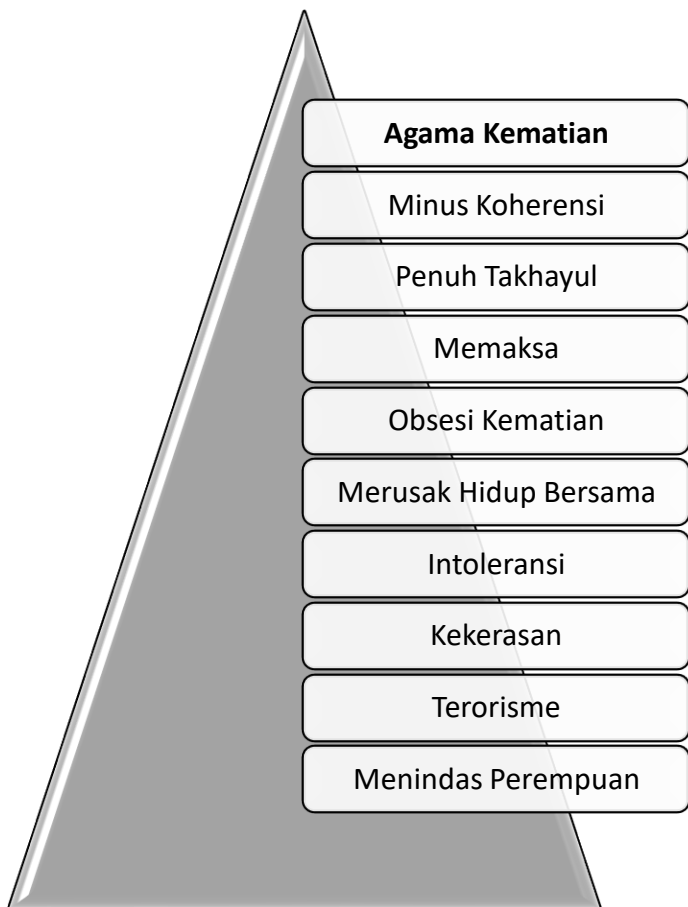 Agama Kematian
Minus Koherensi
Penuh Takhayul
Memaksa
Obsesi Kematian
Merusak Hidup Bersama
Intoleransi
Kekerasan
Terorisme
Menindas Perempuan